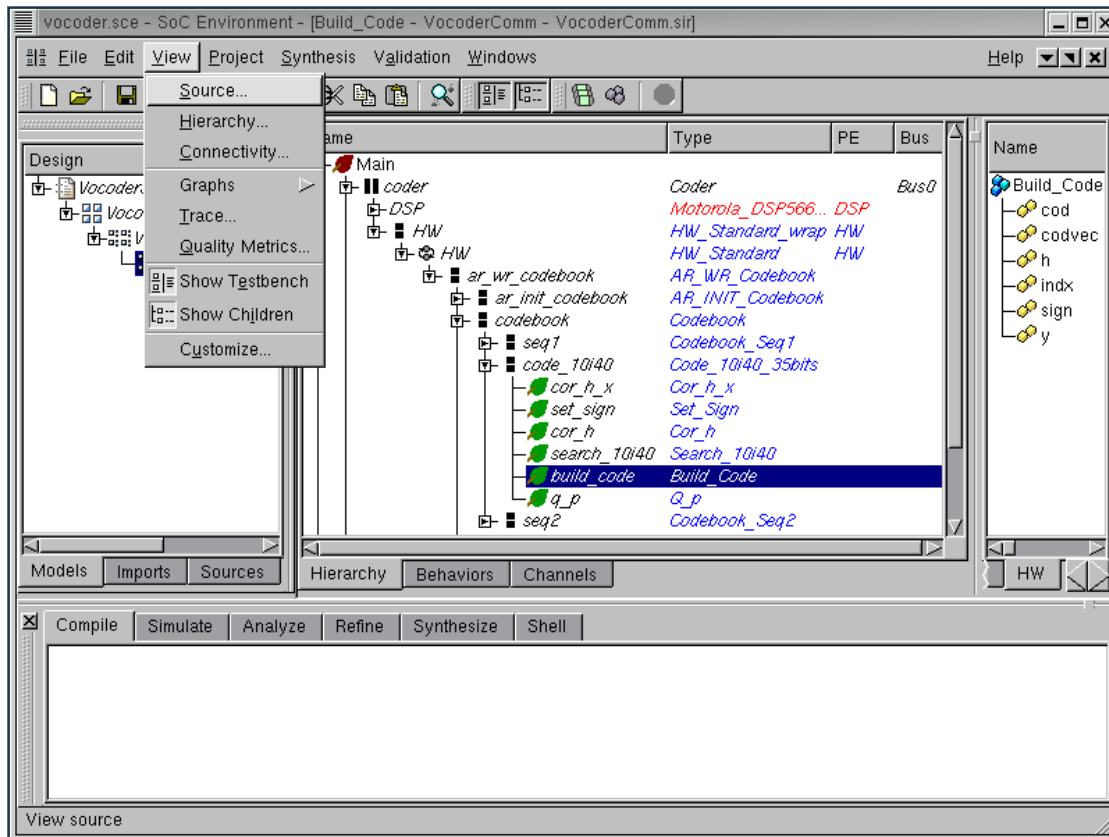 vocoder.sce - SoC Environment - [Build_Code - VocoderComm - VocoderComm.sir]
File Edit View Project Synthesis Validation Windows Help
Source...
Hierarchy...
Connectivity...
Graphs
Trace...
Quality Metrics...
Show Testbench
Show Children
Customize...
Design
Vocoder
Voco
ame Type PE Bus
Main
coder Coder Bus0
DSP Motorola_DSP566... DSP
HW HW_Standard_wrap HW
HW HW_Standard HW
ar_wr_codebook AR_WR_Codebook
ar_init_codebook AR_INIT_Codebook
codebook Codebook
seq1 Codebook_Seq1
code_10i40 Code_10i40_35bits
cor_h_x Cor_h_x
set_sign Set_Sign
cor_h Cor_h
search_10i40 Search_10i40
build_code Build_Code
q_p Q_p
seq2 Codebook_Seq2
Name
Build_Code
cod
codvec
h
indx
sign
y
Models Imports Sources
Hierarchy Behaviors Channels
HW
Compile Simulate Analyze Refine Synthesize Shell
View source